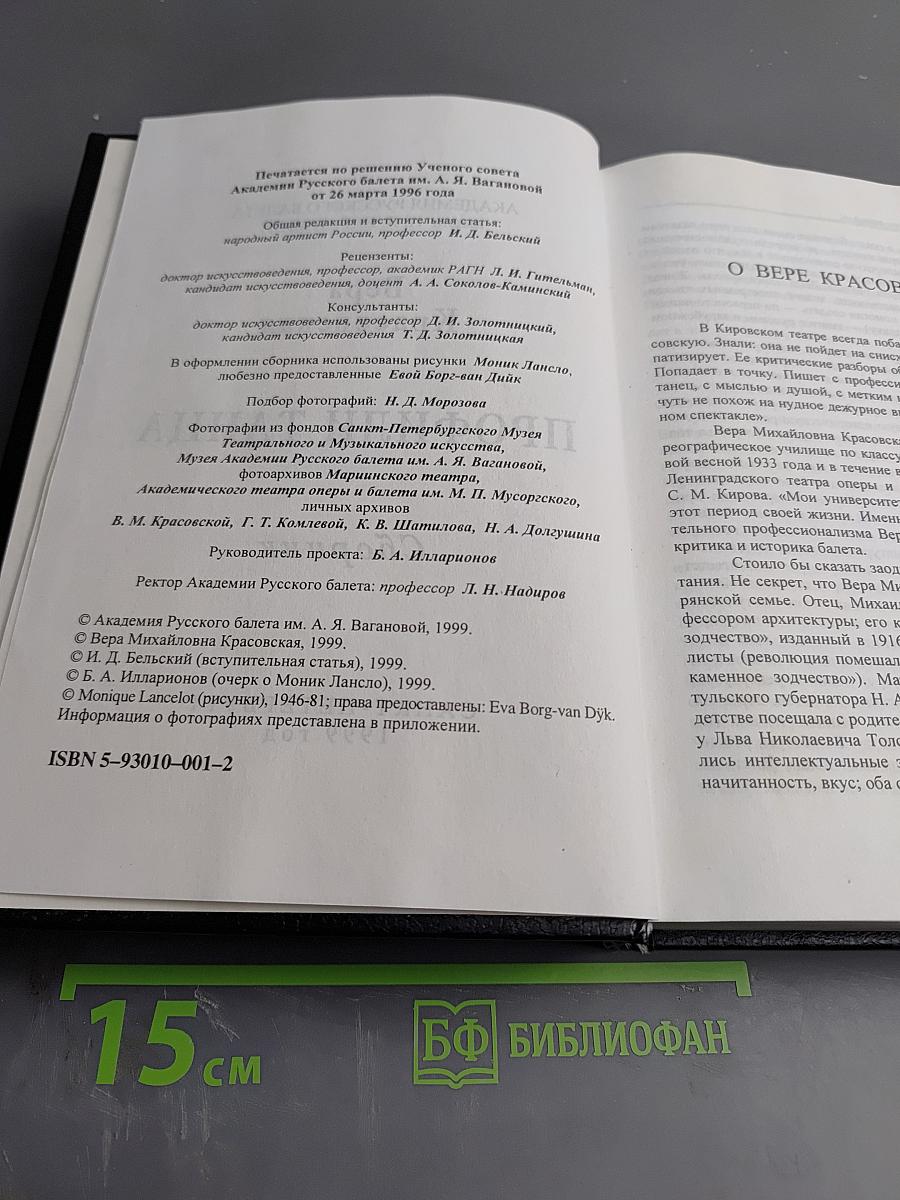 Печатается по решению Ученого совета
Академии Русского балета им. А. Я. Вагановой
от 26 марта 1996 года
Общая редакция и вступительная статья:
народный артист России, профессор И. Д. Бельский
Рецензенты:
доктор искусствоведения, профессор, академик РАГН Л. И. Гительман,
кандидат искусствоведения, доцент А. А. Соколов-Каминский
Консультанты:
доктор искусствоведения, профессор Д. И. Золотницкий,
кандидат искусствоведения Т. Д. Золотницкая
В оформлении сборника использованы рисунки Моник Лансло,
любезно предоставленные Евой Борг-ван Дийк
Подбор фотографий: Н. Д. Морозова
Фотографии из фондов Санкт-Петербургского Музея
Театрального и Музыкального искусства,
Музея Академии Русского балета им. А. Я. Вагановой,
фотоархивов Мариинского театра,
Академического театра оперы и балета им. М. П. Мусоргского,
личных архивов
В. М. Красовской, Г. Т. Комлевой, К. В. Шатилова, Н. А. Долгушина
Руководитель проекта: Б. А. Илларионов
Ректор Академии Русского балета: профессор Л. Н. Надиров
© Академия Русского балета им. А. Я. Вагановой, 1999.
© Вера Михайловна Красовская, 1999.
© И. Д. Бельский (вступительная статья), 1999.
© Б. А. Илларионов (очерк о Моник Лансло), 1999.
© Monique Lancelot (рисунки), 1946-81; права предоставлены: Eva Borg-van Dÿk.
Информация о фотографиях представлена в приложении.
ISBN 5–93010–001–2
О ВЕРЕ КРАСОВ
В Кировском театре всегда поба
совскую. Знали: она не пойдет на снисх
патизирует. Ее критические разборы об
Попадает в точку. Пишет с професси
танец, с мыслью и душой, с метким
чуть не похож на нудное дежурное в
ном спектакле».
Вера Михайловна Красовск
реографическое училище по классу
вой весной 1933 года и в течение
Ленинградского театра оперы и
С. М. Кирова. «Мои университе
этот период своей жизни. Именн
тельного профессионализма Вер
критика и историка балета.
Стоило бы сказать заод
тания. Не секрет, что Вера Ми
рянской семье. Отец, Михаил
фессором архитектуры; его к
зодчество», изданный в 1916
листы (революция помешал
каменное зодчество»). Ма
тульского губернатора Н. А
детстве посещала с родите
у Льва Николаевича Толс
лись интеллектуальные з
начитанность, вкус; оба с
15 см
БФ БИБЛИОФАН